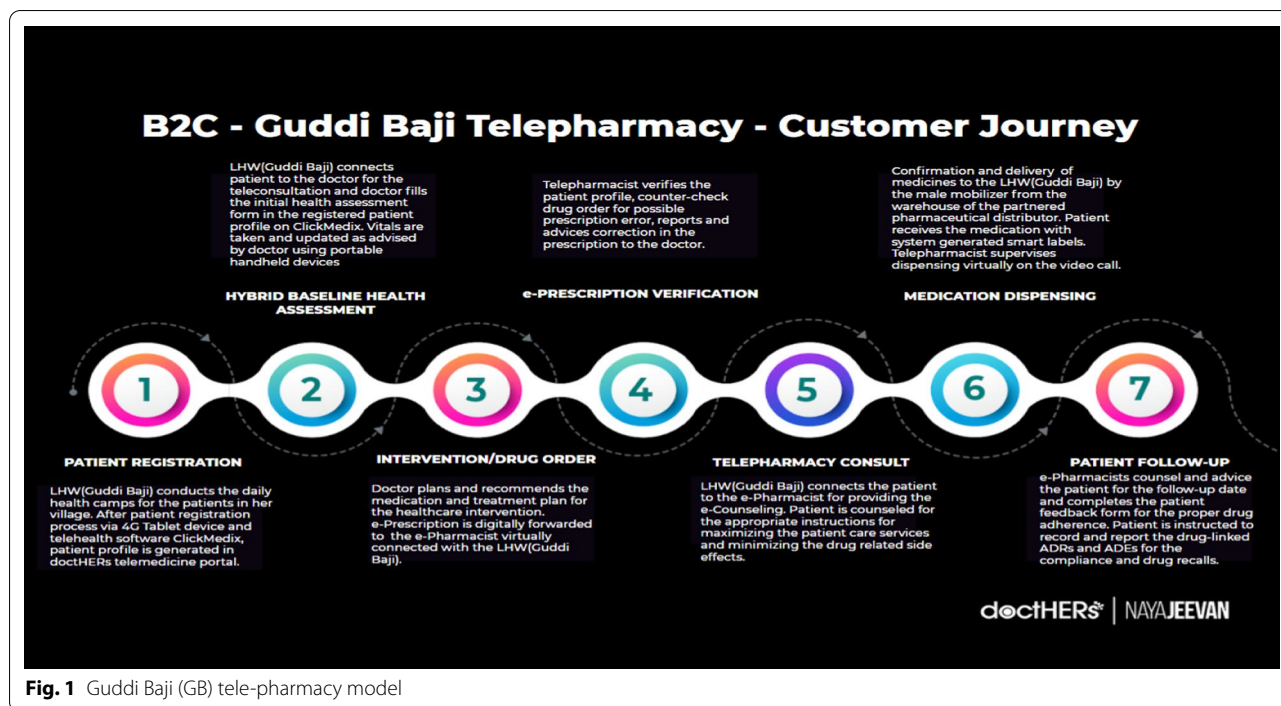 B2C - Guddi Baji Telepharmacy - Customer Journey
LHW(Guddi Baji) connects
patient to the doctor for the
teleconsultation and doctor fills
the initial health assessment
form in the registered patient
profile on ClickMedix. Vitals are
taken and updated as advised
by doctor using portable
handheld devices
HYBRID BASELINE HEALTH
ASSESSMENT
Telepharmacist verifies the
patient profile, counter-check
drug order for possible
prescription error, reports and
advices correction in the
prescription to the doctor.
e-PRESCRIPTION VERIFICATION
Confirmation and delivery of
medicines to the LHW(Guddi Baji) by
the male mobilizer from the
warehouse of the partnered
pharmaceutical distributor. Patient
receives the medication with
system generated smart labels.
Telepharmacist supervises
dispensing virtually on the video call.
MEDICATION DISPENSING
1
2
3
4
5
6
7
PATIENT REGISTRATION
LHW(Guddi Baji) conducts the daily
health camps for the patients in her
village. After patient registration
process via 4G Tablet device and
telehealth software ClickMedix,
patient profile is generated in
doctHERs telemedicine portal.
INTERVENTION/DRUG ORDER
Doctor plans and recommends the
medication and treatment plan for
the healthcare intervention.
e-Prescription is digitally forwarded
to the e-Pharmacist virtually
connected with the LHW(Guddi
Baji).
TELEPHARMACY CONSULT
LHW(Guddi Baji) connects the patient
to the e-Pharmacist for providing the
e-Counseling. Patient is counseled for
the appropriate instructions for
maximizing the patient care services
and minimizing the drug related side
effects.
PATIENT FOLLOW-UP
e-Pharmacists counsel and advice
the patient for the follow-up date
and completes the patient
feedback form for the proper drug
adherence. Patient is instructed to
record and report the drug-linked
ADRs and ADEs for the
compliance and drug recalls.
doctHERs | NAYAJEEVAN
Fig. 1 Guddi Baji (GB) tele-pharmacy model